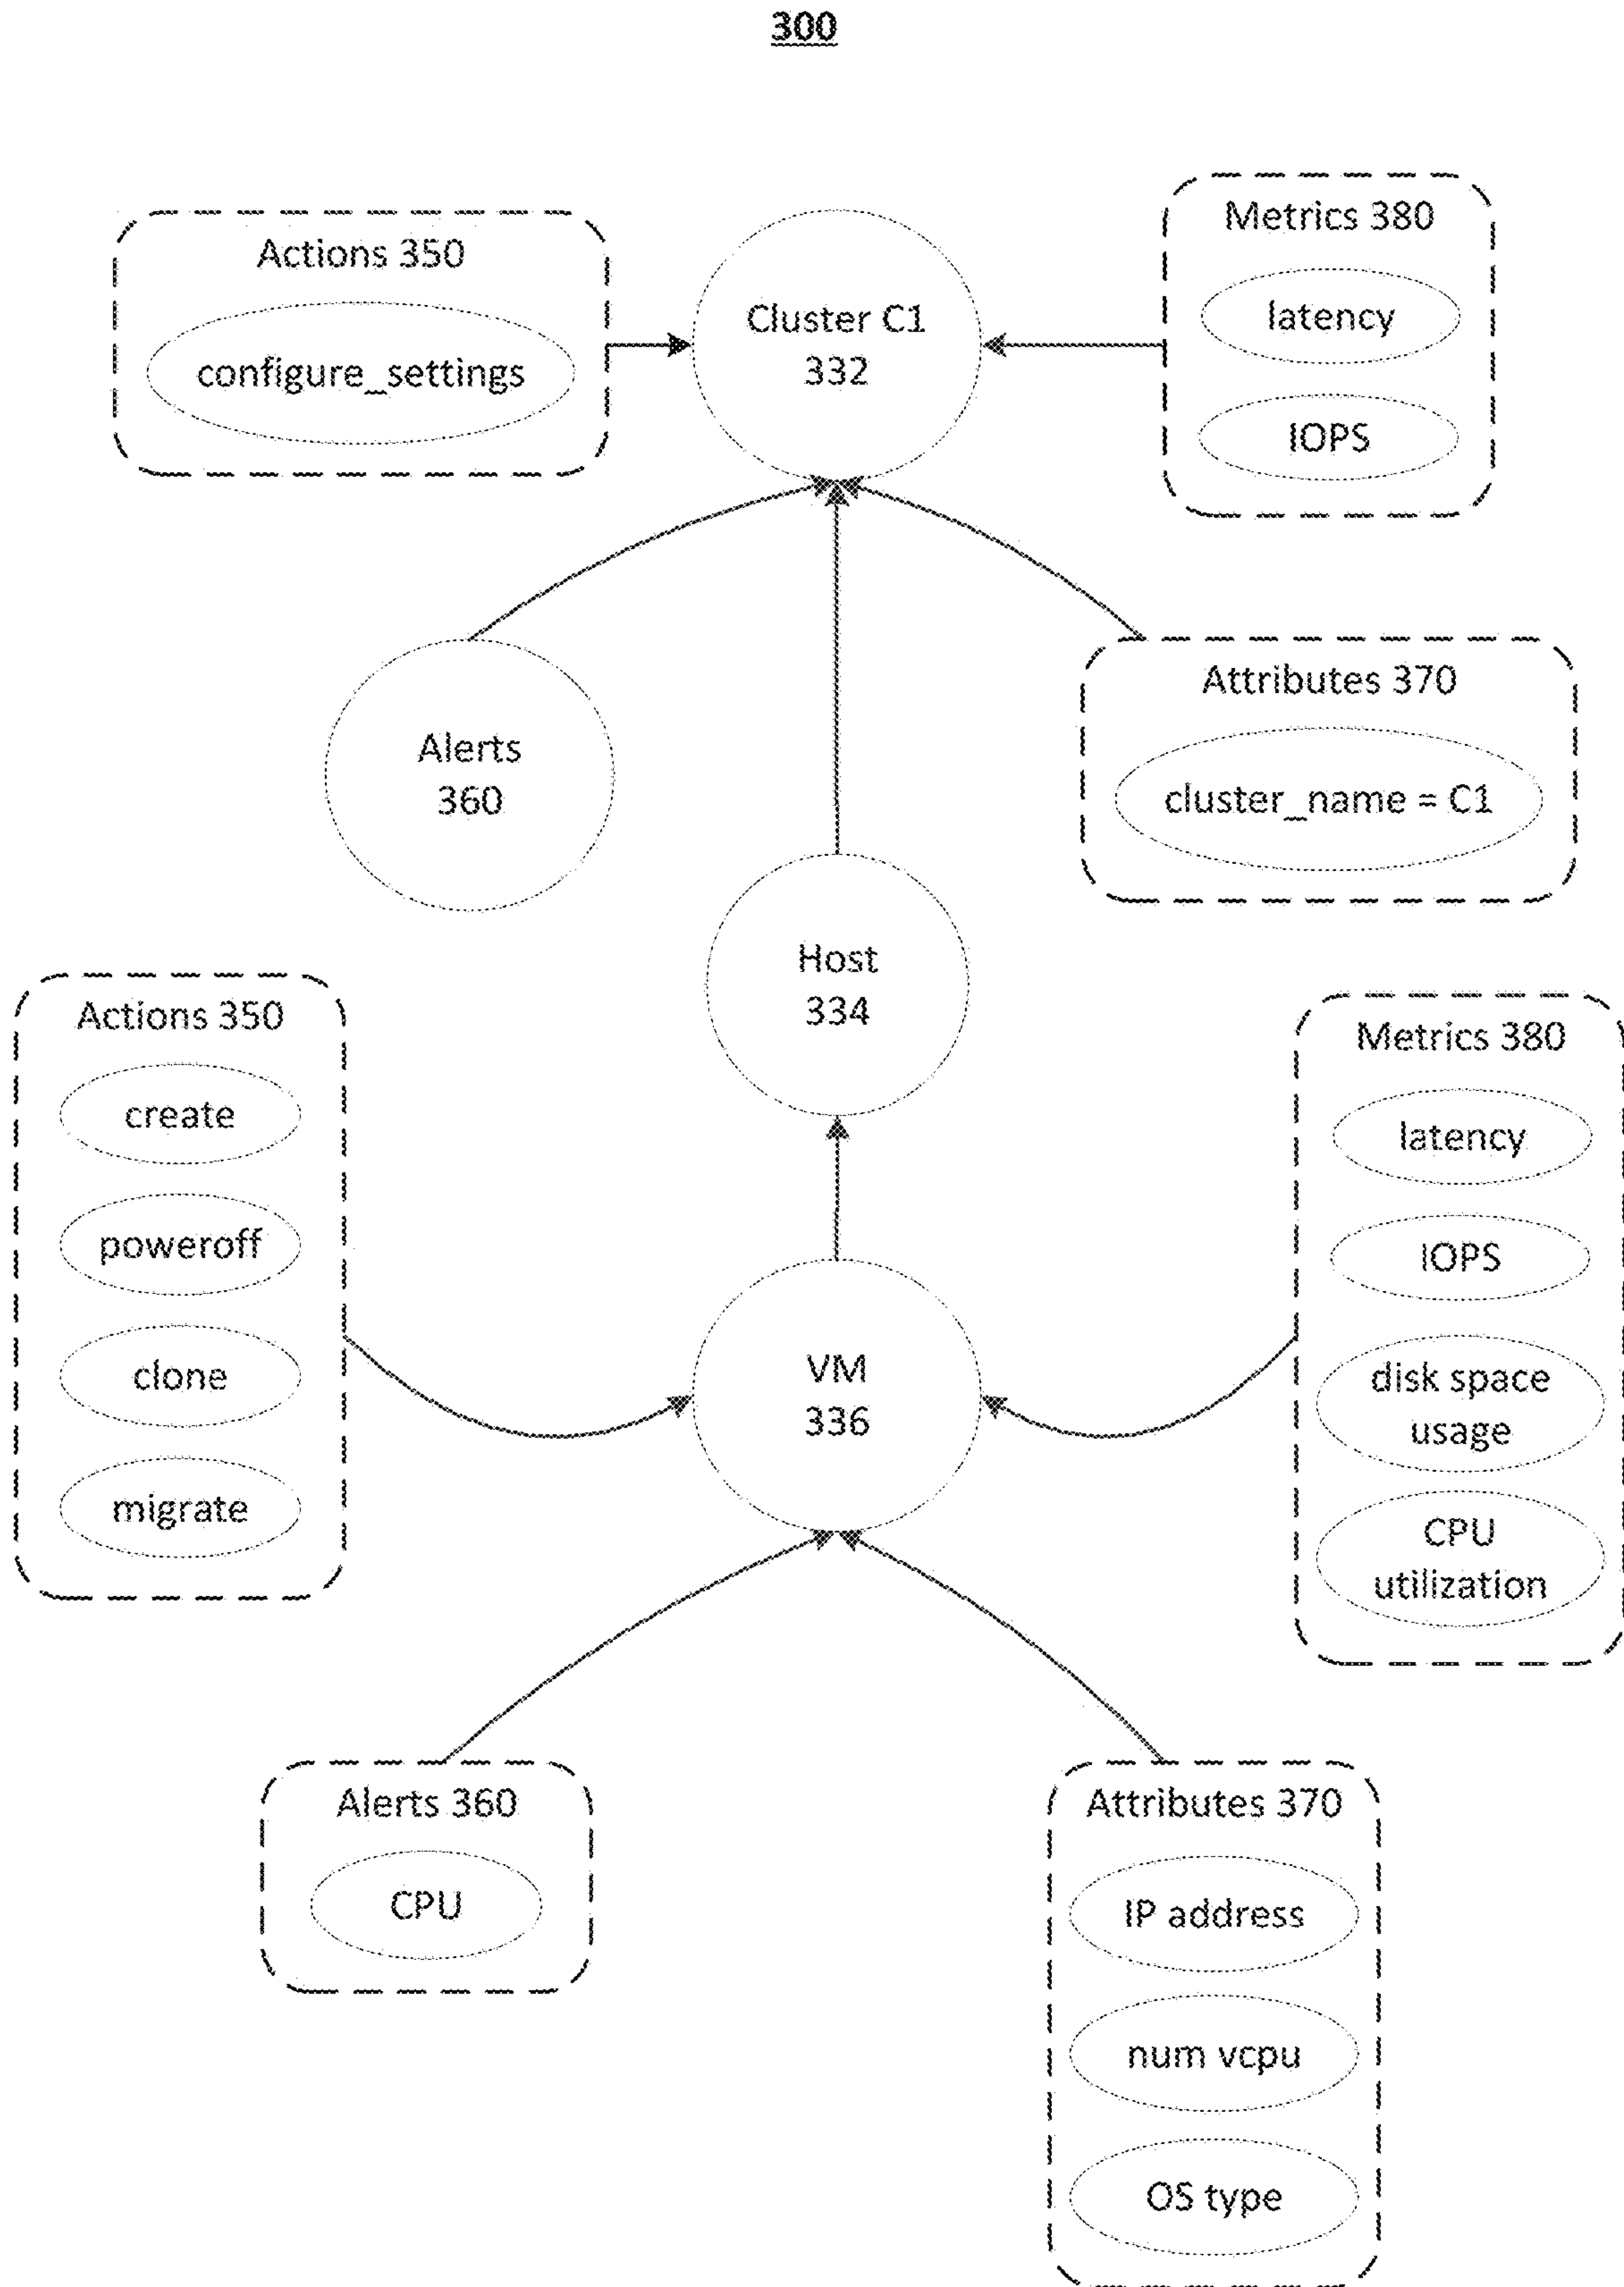 300
Actions 350
configure_settings
Cluster C1
332
Metrics 380
latency
IOPS
Alerts
360
Attributes 370
cluster_name = C1
Host
334
Actions 350
create
poweroff
clone
migrate
VM
336
Metrics 380
latency
IOPS
disk space
usage
CPU
utilization
Alerts 360
CPU
Attributes 370
IP address
num vcpu
OS type